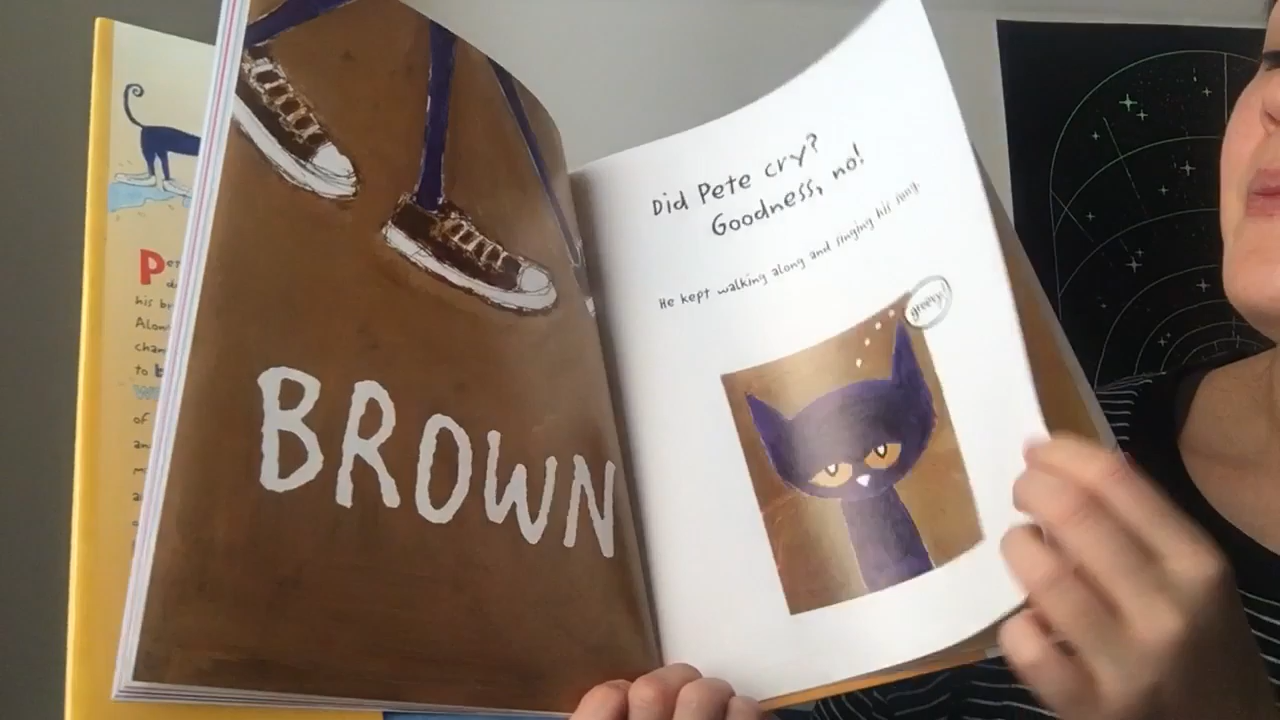 Pe
his b
Alon
chan
to b
of
an
BROWN
Did Pete cry?
Goodness, no!
He kept walking along and singing his song.
groovy!